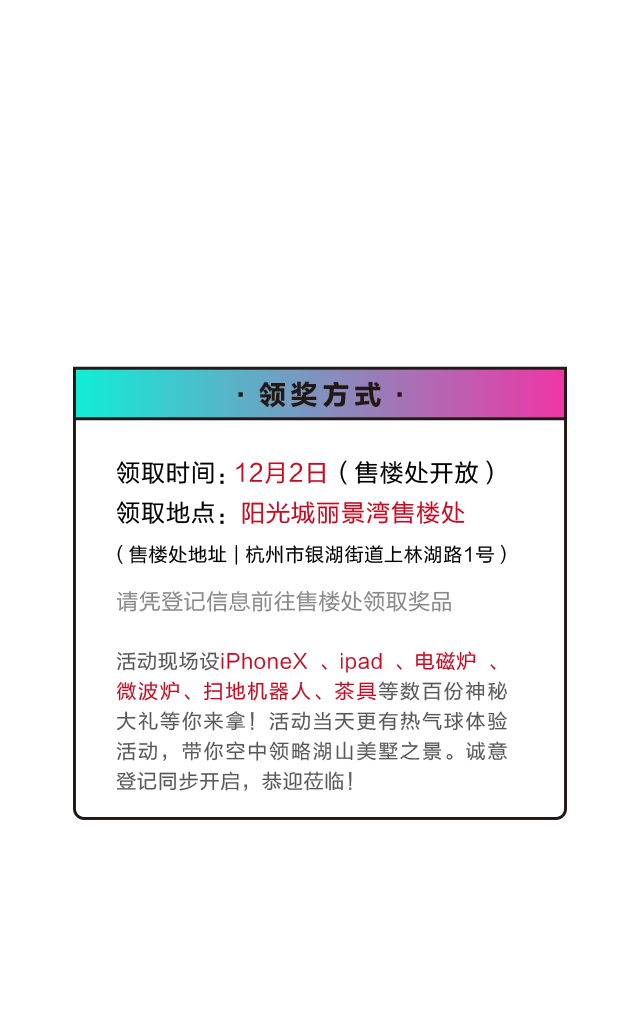 · 领奖方式 ·
领取时间：12月2日（售楼处开放）
领取地点：阳光城丽景湾售楼处
（售楼处地址 | 杭州市银湖街道上林湖路1号）
请凭登记信息前往售楼处领取奖品
活动现场设iPhoneX 、ipad 、电磁炉 、
微波炉、扫地机器人、茶具等数百份神秘
大礼等你来拿！活动当天更有热气球体验
活动，带你空中领略湖山美墅之景。诚意
登记同步开启，恭迎莅临！